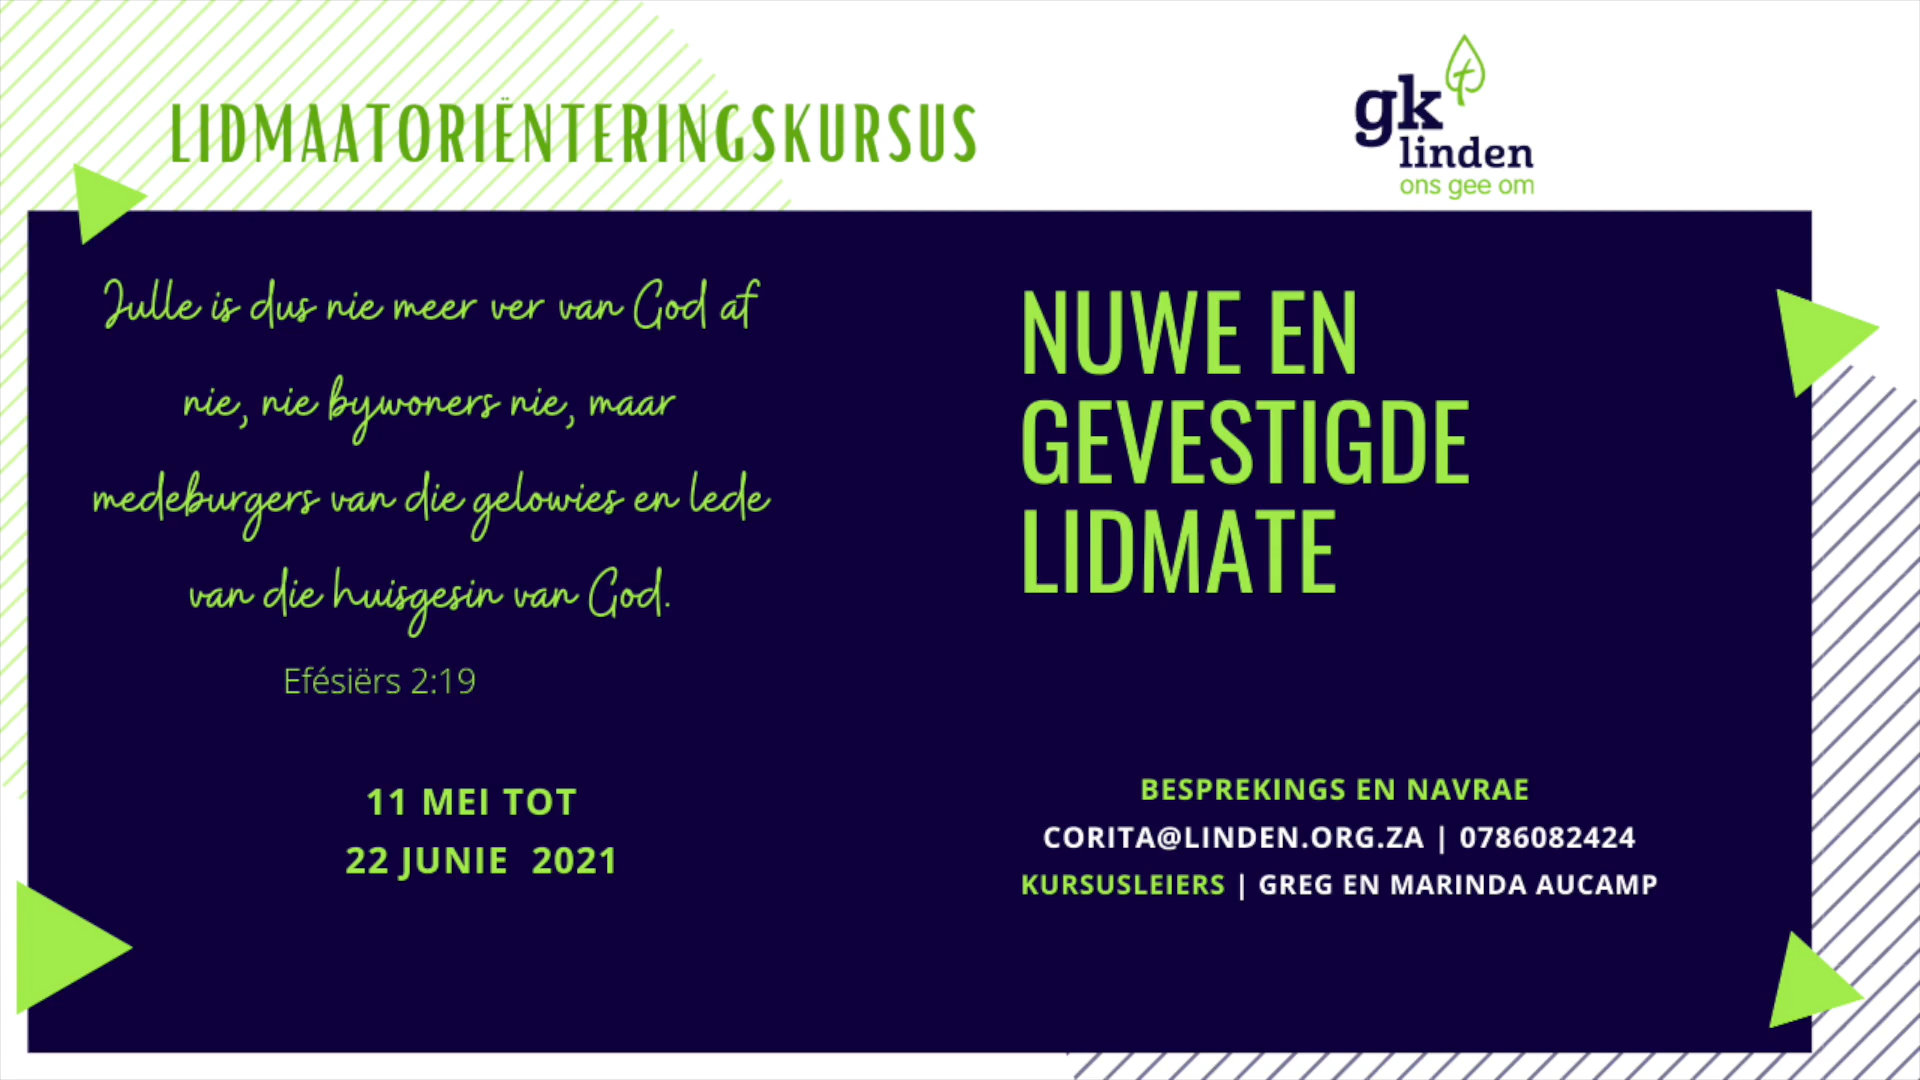 LIDMAATORIËNTERINGSKURSUS
gk
linden
ons gee om
Julle is dus nie meer ver van God af
nie, nie bywoners nie, maar
medeburgers van die gelowies en lede
van die huisgesin van God.
Efésiërs 2:19
11 MEI TOT
22 JUNIE 2021
NUWE EN
GEVESTIGDE
LIDMATE
BESPREKINGS EN NAVRAE
CORITA@LINDEN.ORG.ZA | 0786082424
KURSUSLEIERS | GREG EN MARINDA AUCAMP